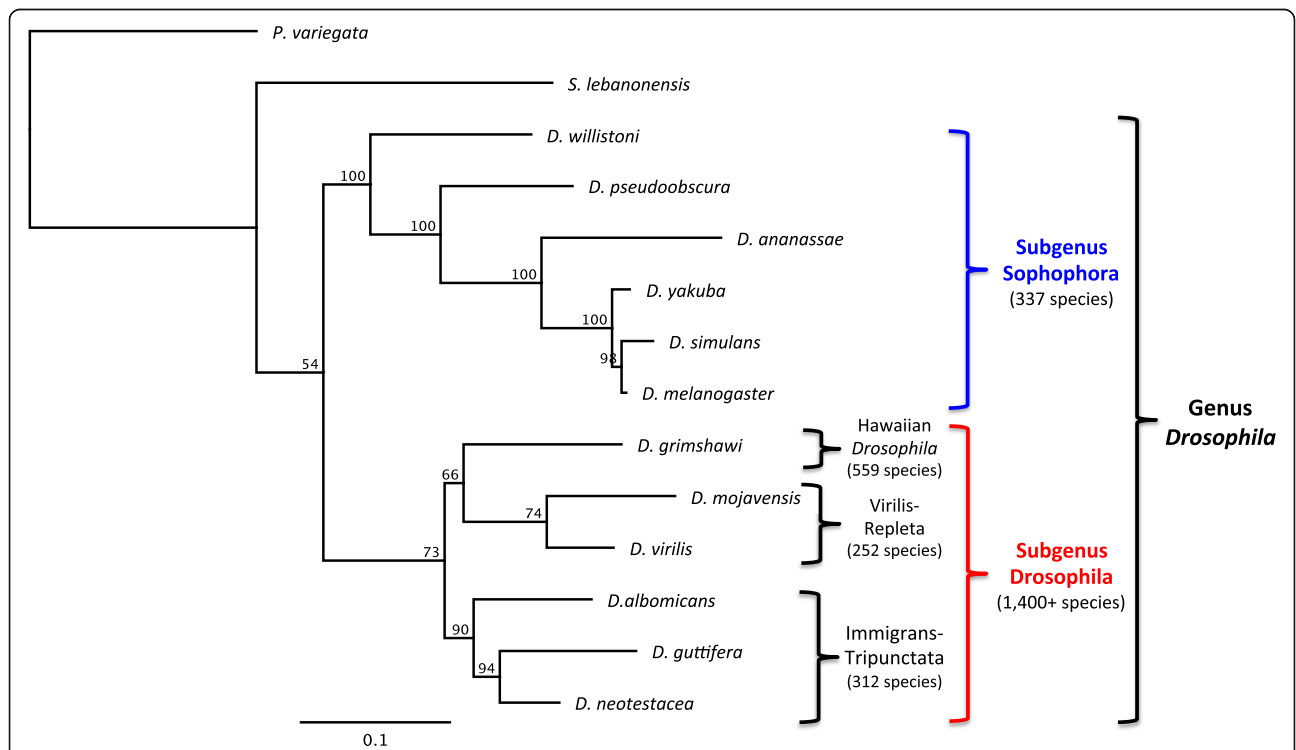 P. variegata
S. lebanonensis
D. willistoni
100
D. pseudoobscura
100
D. ananassae
100
D. yakuba
100
D. simulans
98
D. melanogaster
54
Subgenus
Sophophora
(337 species)
Genus
Drosophila
D. grimshawi
66
Hawaiian
Drosophila
(559 species)
D. mojavensis
74
D. virilis
73
Virilis-
Repleta
(252 species)
Subgenus
Drosophila
(1,400+ species)
D.albomicans
90
D. guttifera
94
D. neotestacea
Immigrans-
Tripunctata
(312 species)
0.1